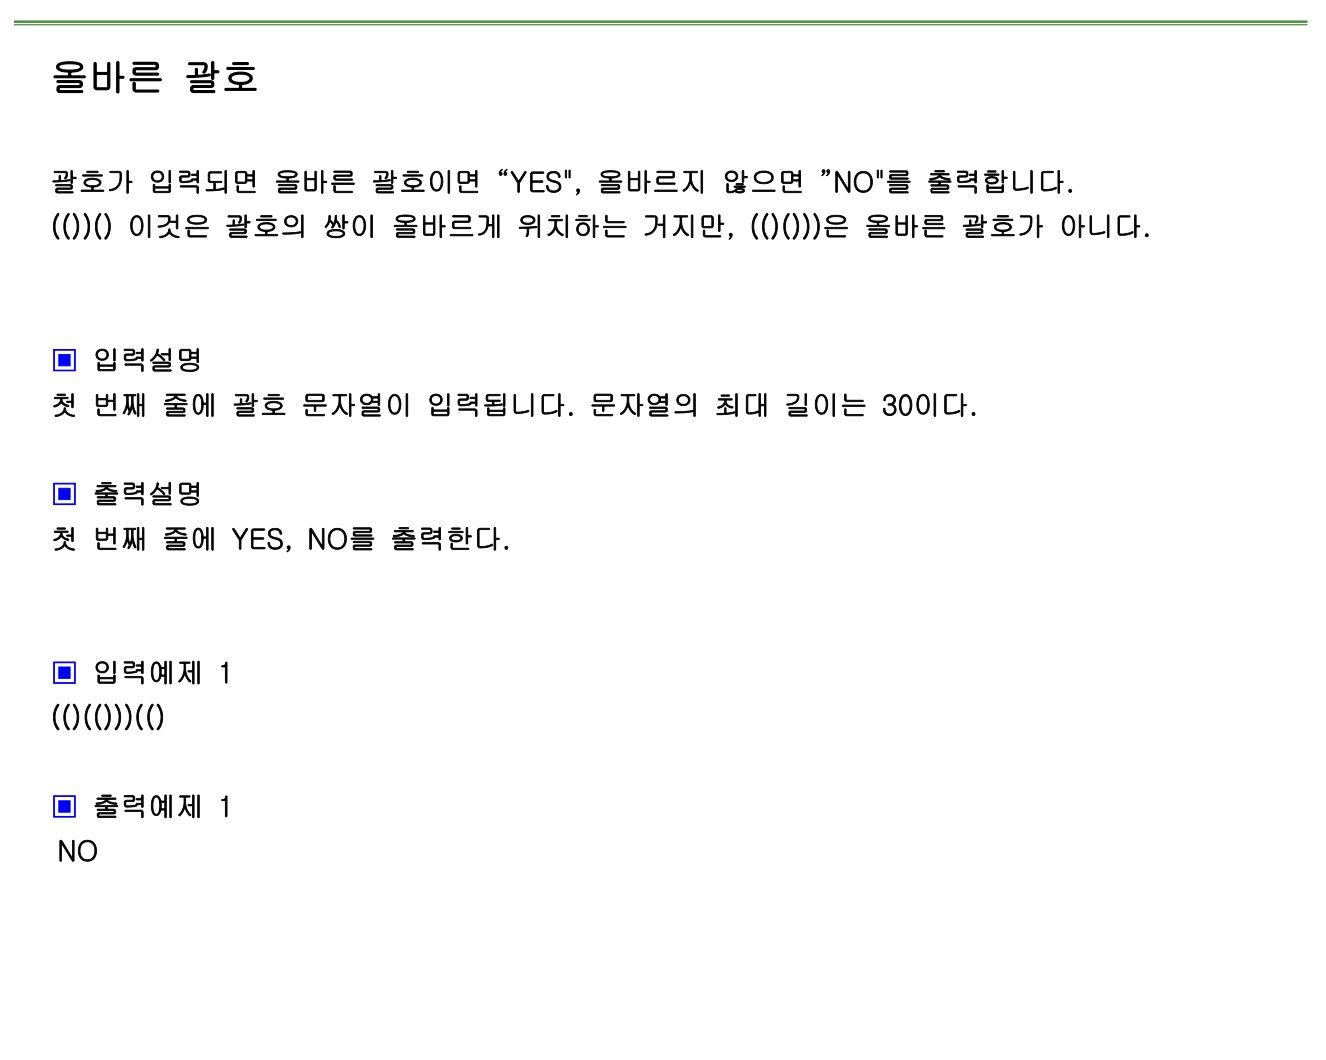 올바른 괄호
괄호가 입력되면 올바른 괄호이면 “YES", 올바르지 않으면 ”NO"를 출력합니다.
(())() 이것은 괄호의 쌍이 올바르게 위치하는 거지만, (()()))은 올바른 괄호가 아니다.
▣ 입력설명
첫 번째 줄에 괄호 문자열이 입력됩니다. 문자열의 최대 길이는 30이다.
▣ 출력설명
첫 번째 줄에 YES, NO를 출력한다.
▣ 입력예제 1
(()(()))(()
▣ 출력예제 1
NO